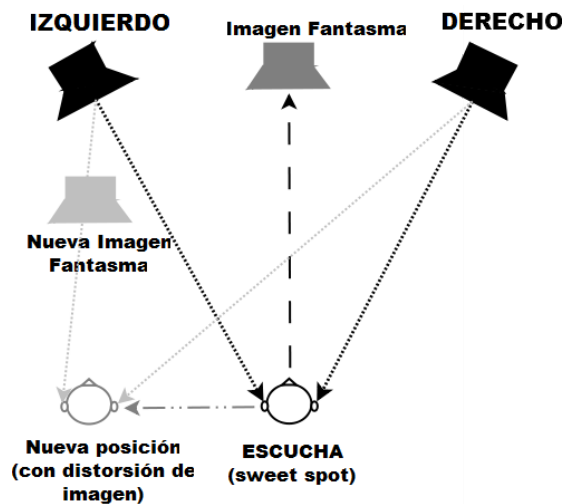 IZQUIERDO
Imagen Fantasma
DERECHO
Nueva Imagen
Fantasma
Nueva posición
(con distorsión de
imagen)
ESCUCHA
(sweet spot)